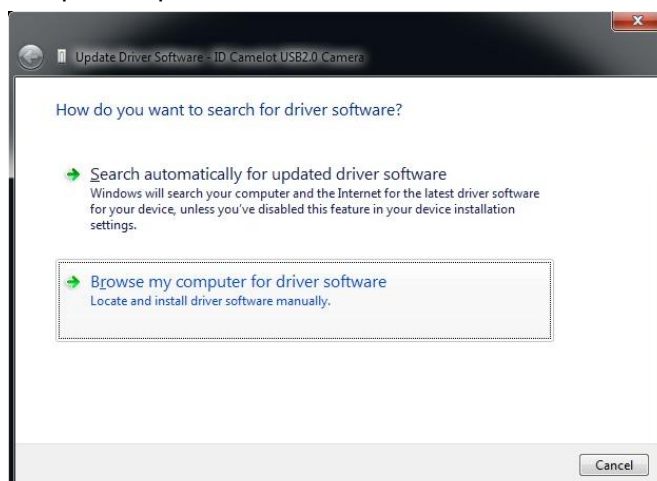 Update Driver Software - ID Camelot USB2.0 Camera
How do you want to search for driver software?
Search automatically for updated driver software
Windows will search your computer and the Internet for the latest driver software
for your device, unless you've disabled this feature in your device installation
settings.
Browse my computer for driver software
Locate and install driver software manually.
Cancel